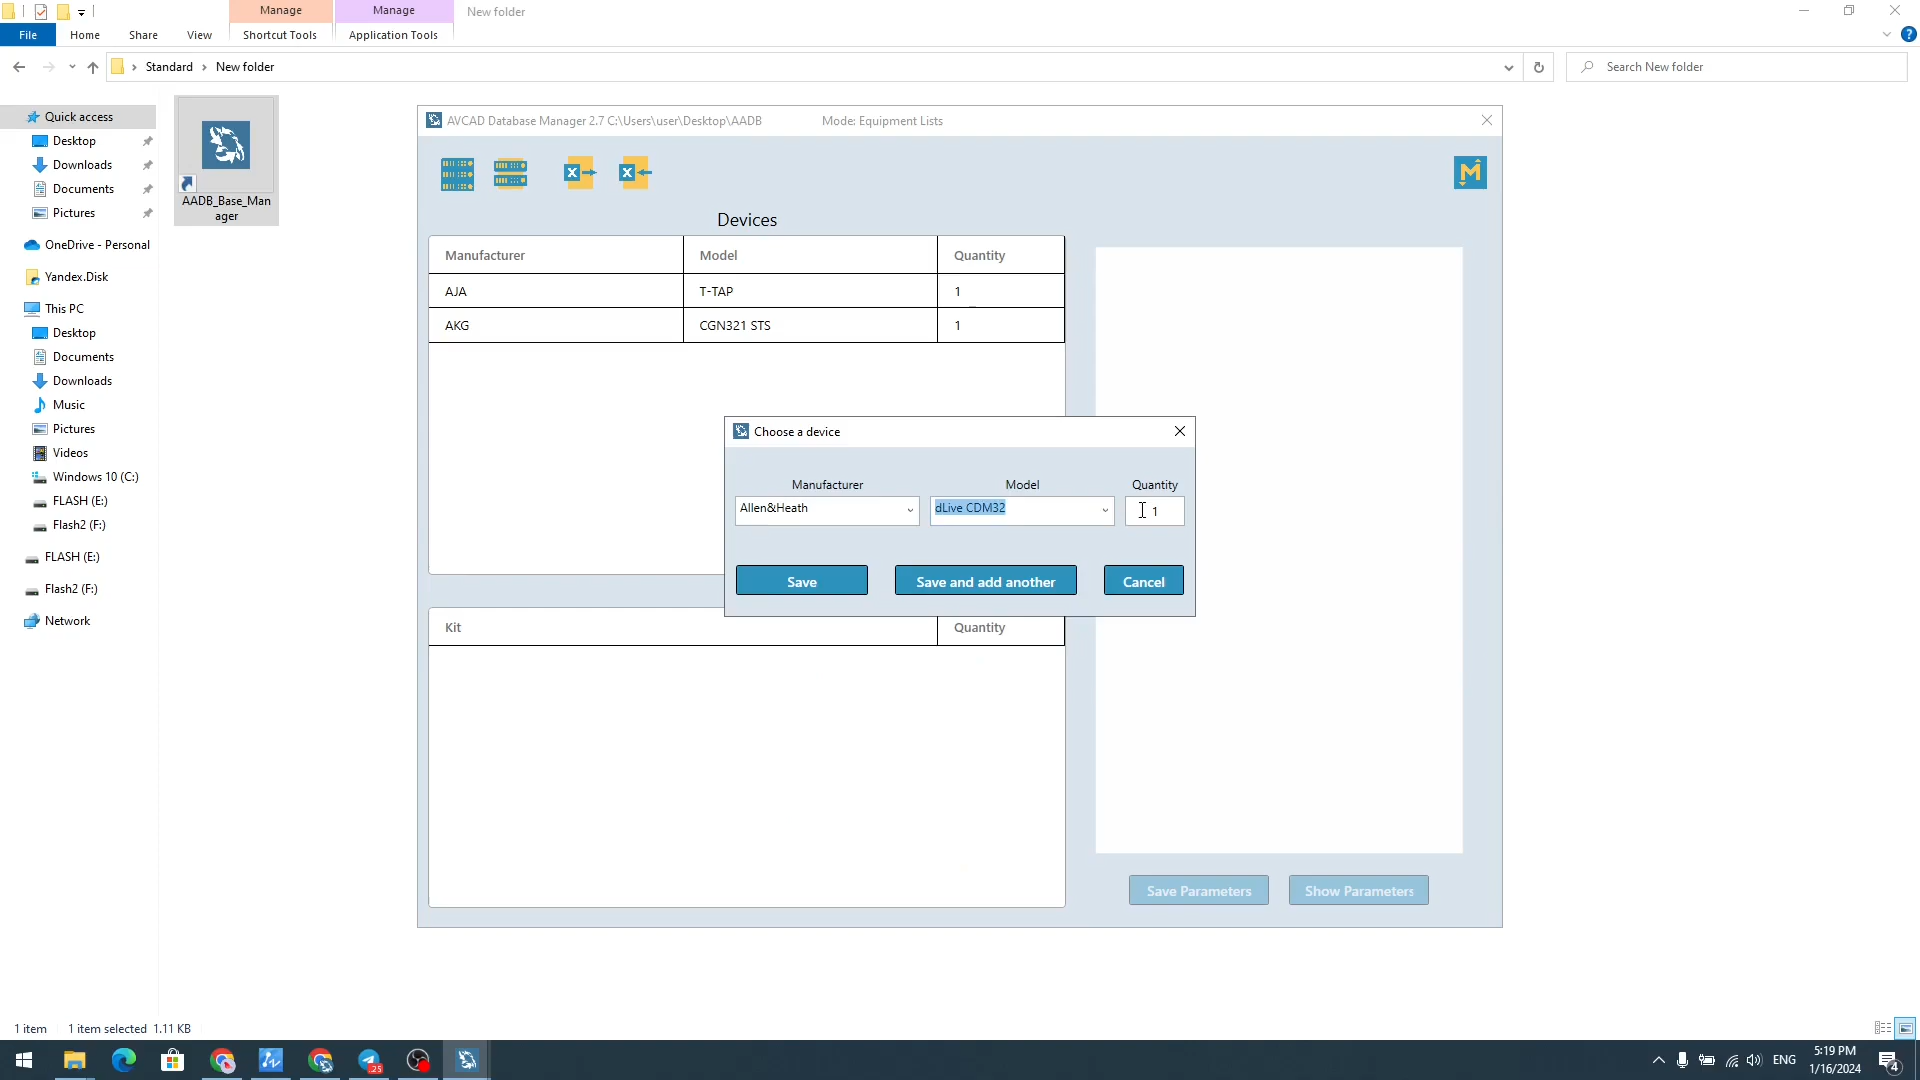 Manage
Manage
New folder
File
Home
Share
View
Shortcut Tools
Application Tools
Standard
New folder
Search New folder
Quick access
Desktop
Downloads
Documents
Pictures
OneDrive - Personal
Yandex.Disk
This PC
Desktop
Documents
Downloads
Music
Pictures
Videos
Windows 10 (C:)
FLASH (E:)
Flash2 (F:)
FLASH (E:)
Flash2 (F:)
Network
AADB_Base_Man
ager
AVCAD Database Manager 2.7 C:\Users\user\Desktop\AADB
Mode: Equipment Lists
X
X
M
Devices
Manufacturer
Model
Quantity
AJA
T-TAP
1
AKG
CGN321 STS
1
Choose a device
Manufacturer
Model
Quantity
Allen&Heath
dLive CDM32
1
Save
Save and add another
Cancel
Kit
Quantity
Save Parameters
Show Parameters
1 item
1 item selected
1.11 KB
25
ENG
5:19 PM
1/16/2024
4